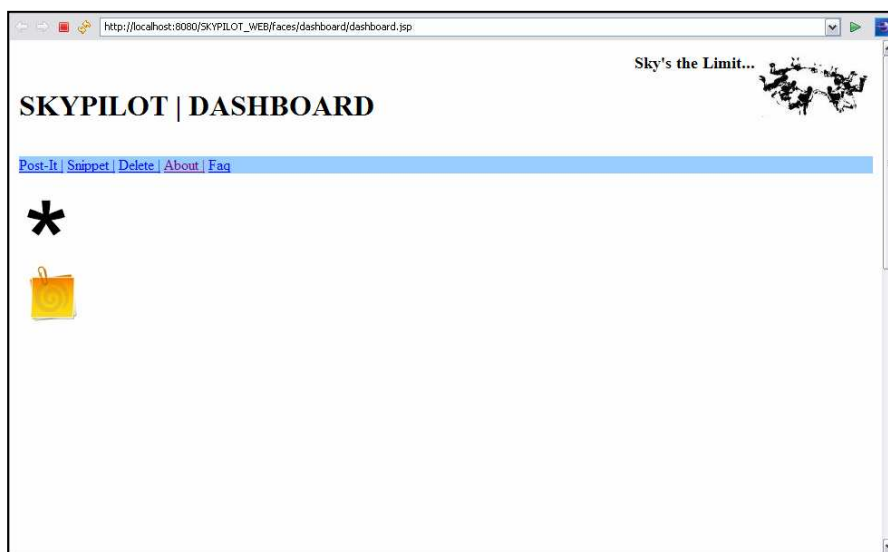 http://localhost:8080/SKYPILOT_WEB/faces/dashboard/dashboard.jsp
Sky's the Limit...
SKYPILOT | DASHBOARD
Post-It | Snippet | Delete | About | Faq
*